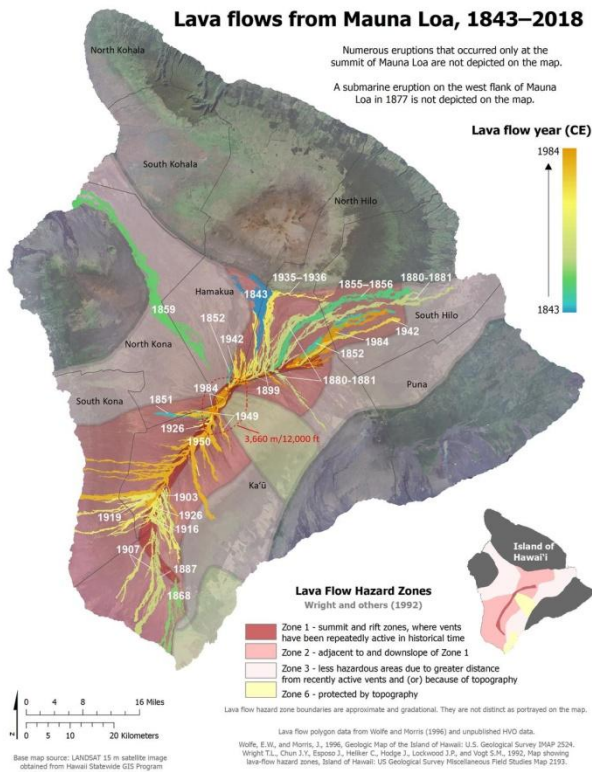 Lava flows from Mauna Loa, 1843–2018
Numerous eruptions that occurred only at the
summit of Mauna Loa are not depicted on the map.
A submarine eruption on the west flank of Mauna
Loa in 1877 is not depicted on the map.
Lava flow year (CE)
1984
1843
North Kohala
South Kohala
North Hilo
Hamakua
1935–1936
1855–1856
1880-1881
1843
1859
1852
South Hilo
1942
1942
1984
North Kona
1852
Puna
1880-1881
1984
1899
South Kona
1851
1949
1926
3,660 m/12,000 ft
1950
Ka‘ū
1903
1919
1926
1916
1907
1887
1868
Island of
Hawai‘i
Lava Flow Hazard Zones
Wright and others (1992)
Zone 1 - summit and rift zones, where vents
have been repeatedly active in historical time
Zone 2 - adjacent to and downslope of Zone 1
Zone 3 - less hazardous areas due to greater distance
from recently active vents and (or) because of topography
Zone 6 - protected by topography
Lava flow hazard zone boundaries are approximate and gradational. They are not distinct as portrayed on the map.
Lava flow polygon data from Wolfe and Morris (1996) and unpublished HVO data.
Wolfe, E.W., and Morris, J., 1996, Geologic Map of the Island of Hawaii: U.S. Geological Survey IMAP 2524.
Wright T.L., Chun J.Y., Esposo J., Heliker C., Hodge J., Lockwood J.P., and Vogt S.M., 1992, Map showing
lava-flow hazard zones, Island of Hawaii: US Geological Survey Miscellaneous Field Studies Map 2193.
0 4 8 16 Miles
0 5 10 20 Kilometers
Base map source: LANDSAT 15 m satellite image
obtained from Hawaii Statewide GIS Program